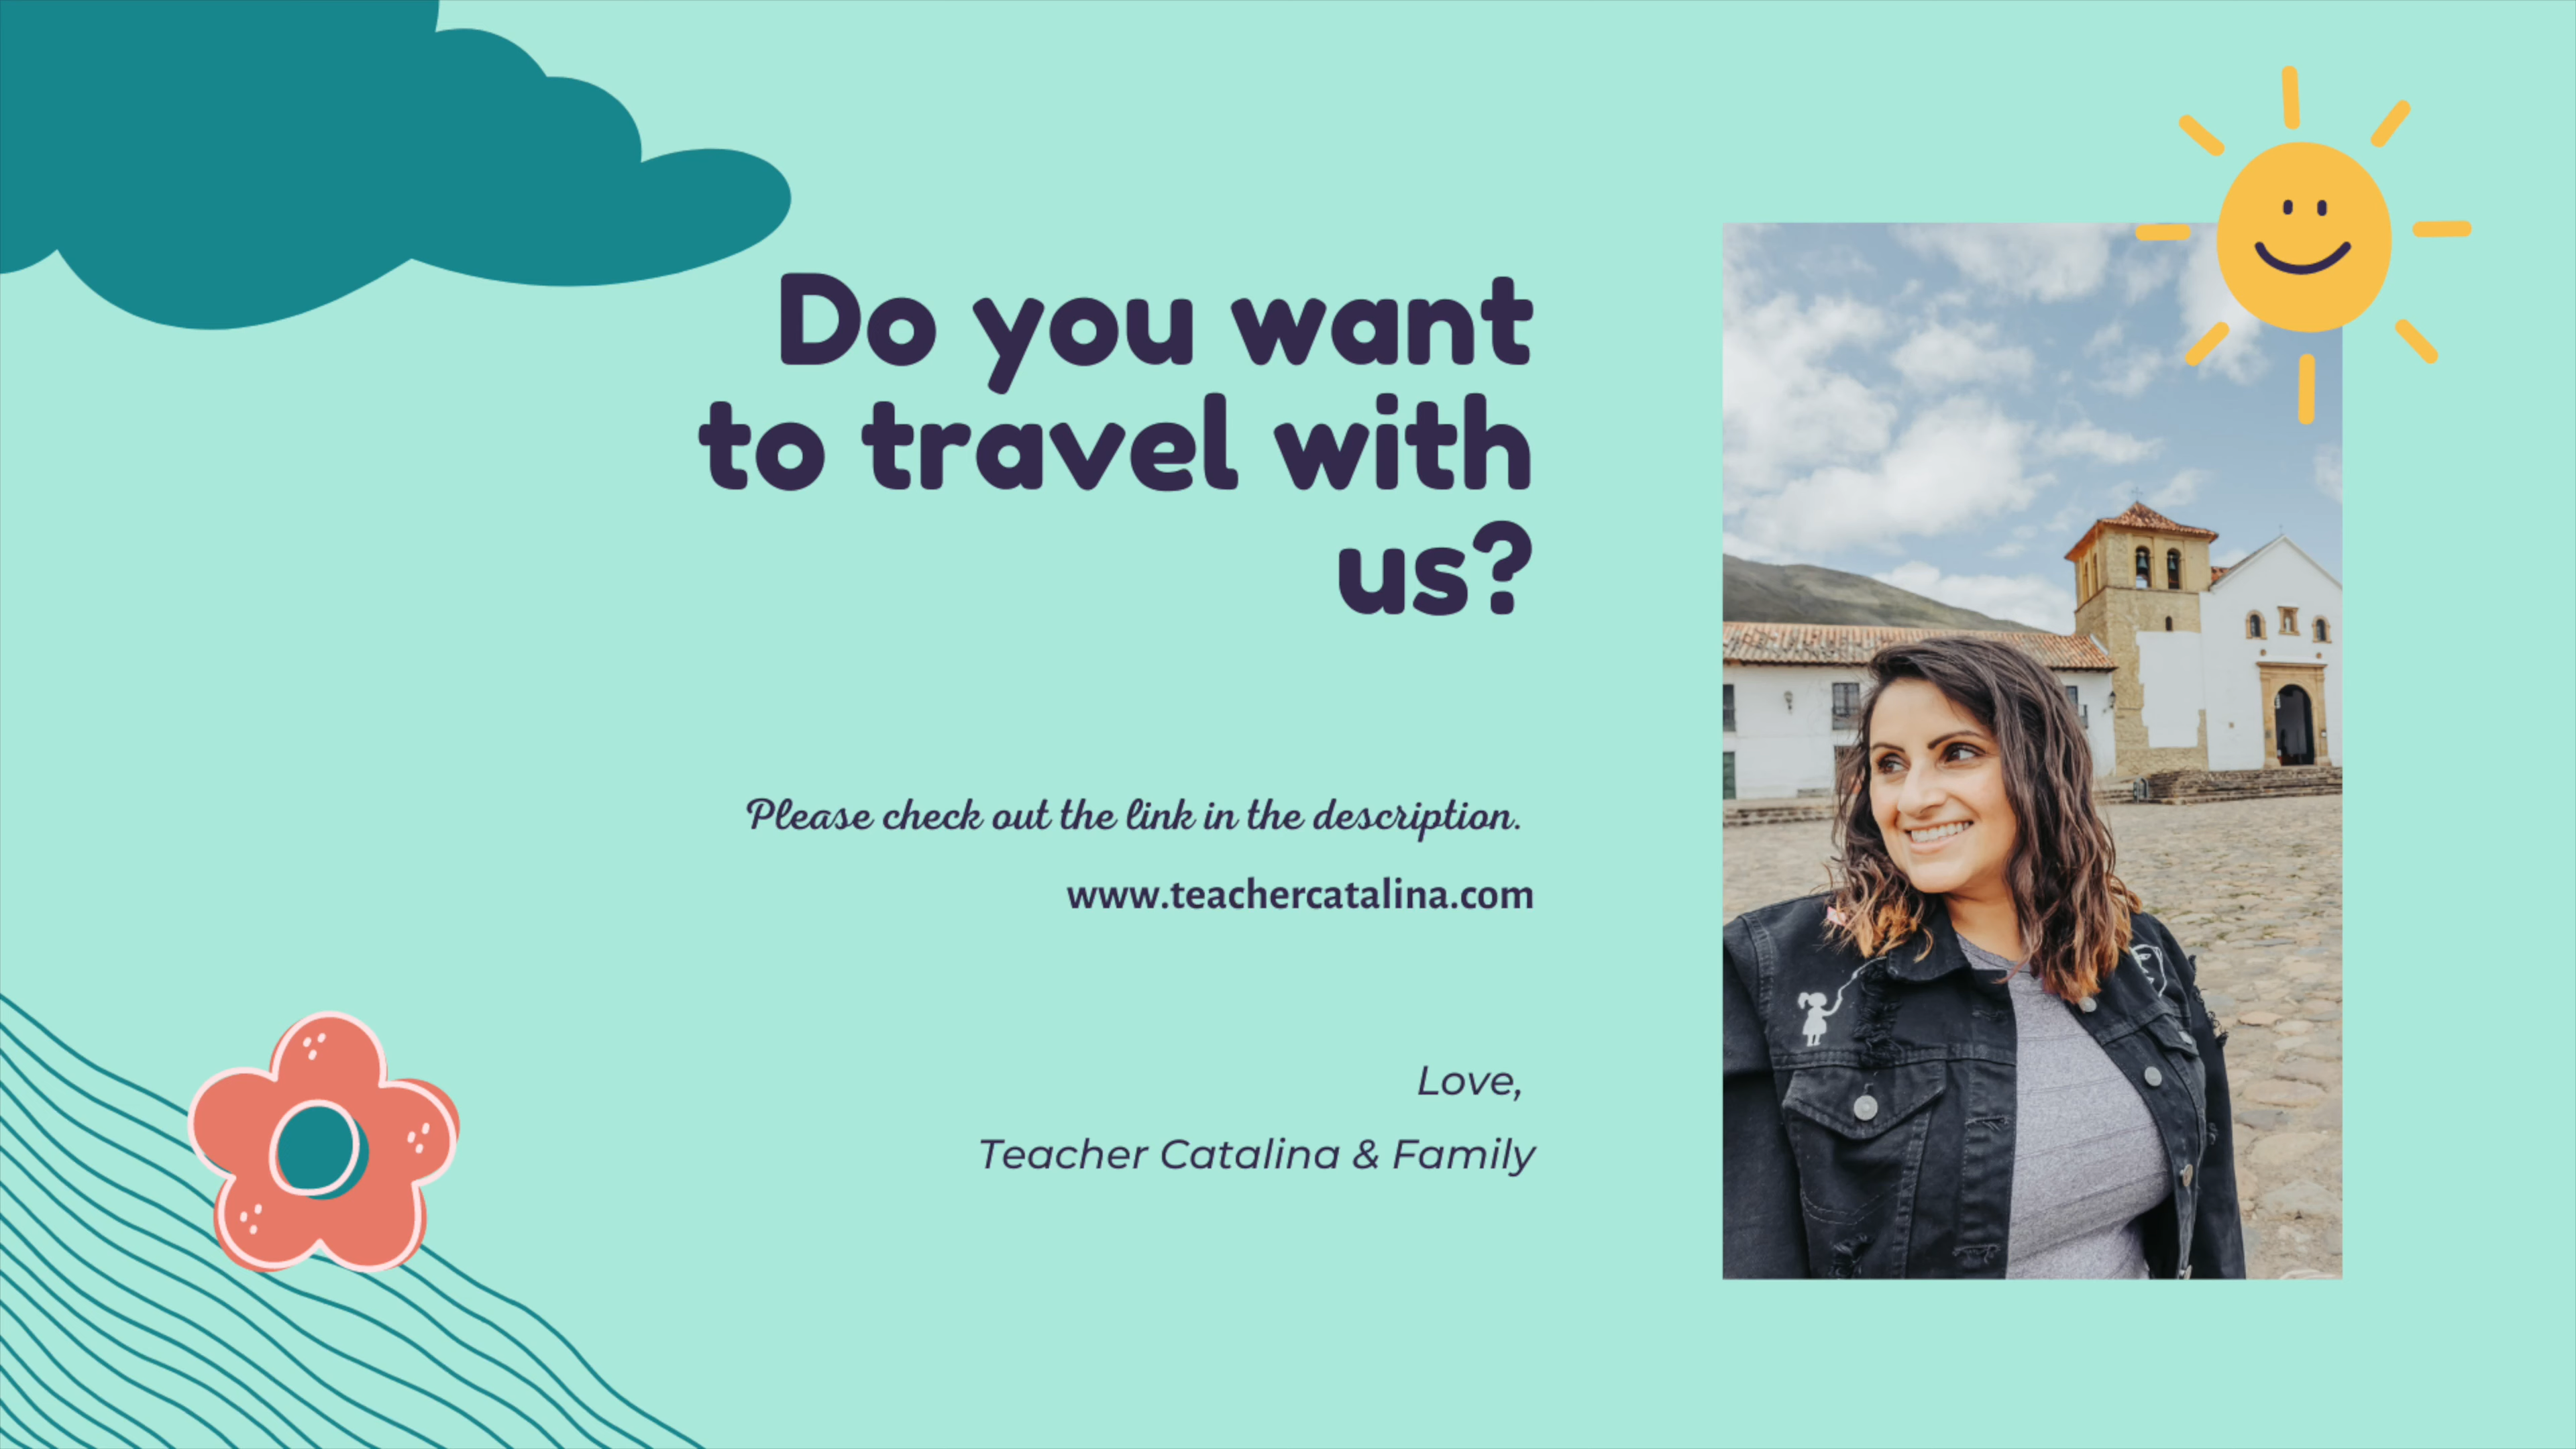 Do you want
to travel with
us?
Please check out the link in the description.
www.teachercatalina.com
Love,
Teacher Catalina & Family